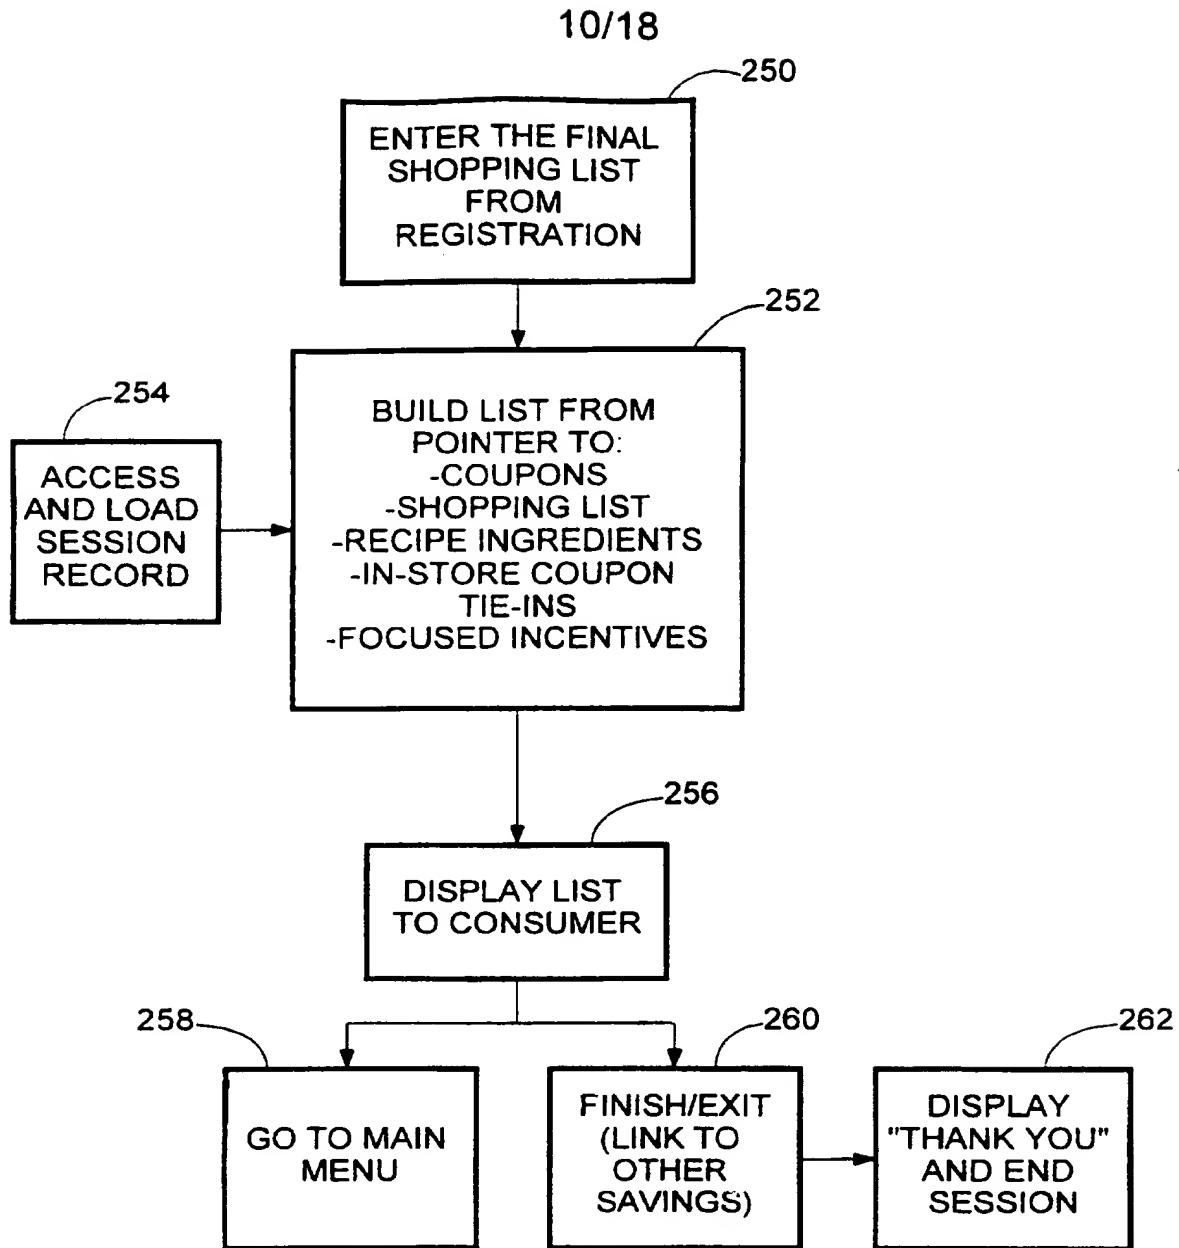 10/18
250
ENTER THE FINAL
SHOPPING LIST
FROM
REGISTRATION
252
BUILD LIST FROM
POINTER TO:
-COUPONS
-SHOPPING LIST
-RECIPE INGREDIENTS
-IN-STORE COUPON
TIE-INS
-FOCUSED INCENTIVES
254
ACCESS
AND LOAD
SESSION
RECORD
256
DISPLAY LIST
TO CONSUMER
258
GO TO MAIN
MENU
260
FINISH/EXIT
(LINK TO
OTHER
SAVINGS)
262
DISPLAY
"THANK YOU"
AND END
SESSION